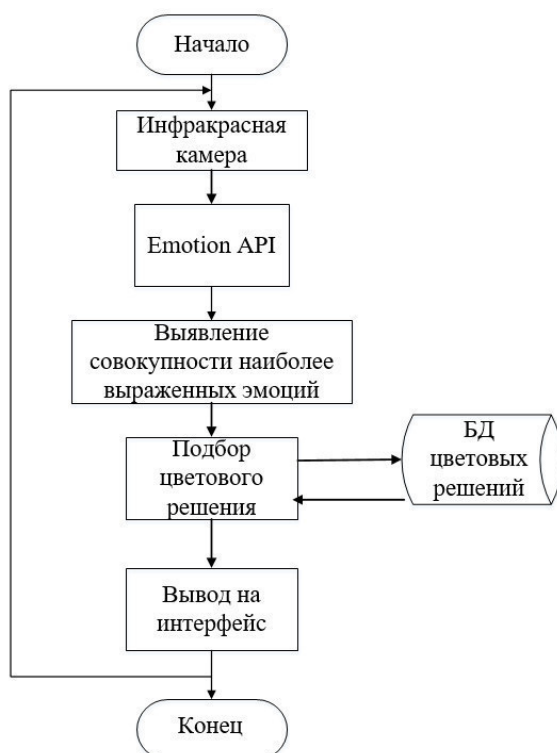 Начало
Инфракрасная
камера
Emotion API
Выявление
совокупности наиболее
выраженных эмоций
Подбор
цветового
решения
БД
цветовых
решений
Вывод на
интерфейс
Конец